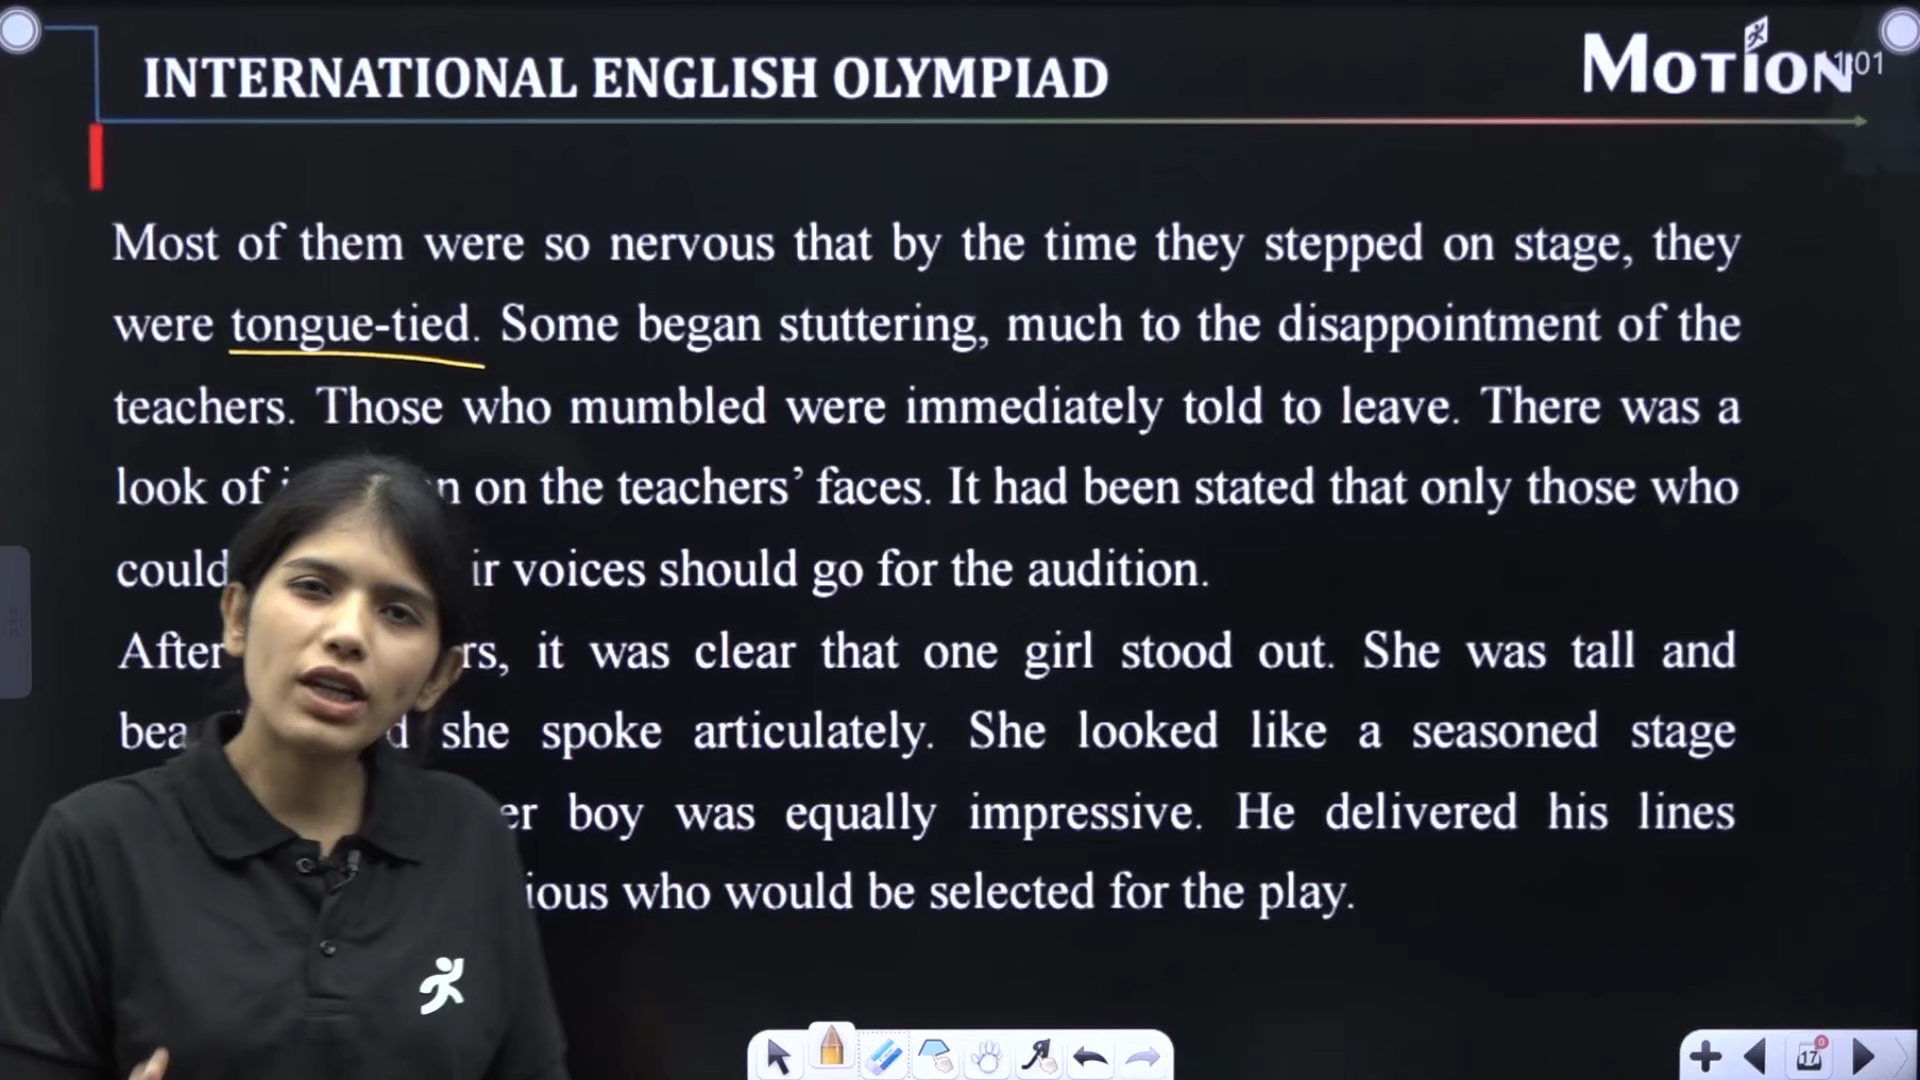 INTERNATIONAL ENGLISH OLYMPIAD
MOTION
1:01
Most of them were so nervous that by the time they stepped on stage, they
were tongue-tied. Some began stuttering, much to the disappointment of the
teachers. Those who mumbled were immediately told to leave. There was a
look of on the teachers’ faces. It had been stated that only those who
could voices should go for the audition.
After it was clear that one girl stood out. She was tall and
she spoke articulately. She looked like a seasoned stage
boy was equally impressive. He delivered his lines
who would be selected for the play.
17
0